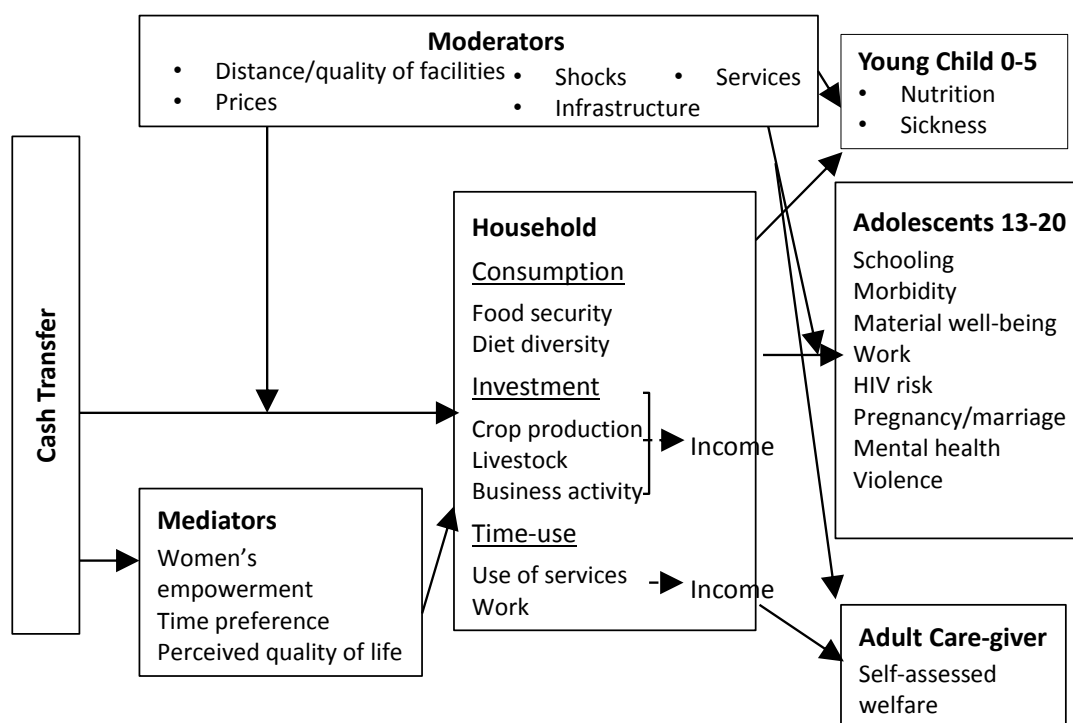 Moderators
• Distance/quality of facilities
• Prices
• Shocks
• Infrastructure
• Services
Young Child 0-5
• Nutrition
• Sickness
Cash Transfer
Household
Consumption
Food security
Diet diversity
Investment
Crop production
Livestock
Business activity
Income
Time-use
Use of services
Work
Income
Adolescents 13-20
Schooling
Morbidity
Material well-being
Work
HIV risk
Pregnancy/marriage
Mental health
Violence
Mediators
Women’s
empowerment
Time preference
Perceived quality of life
Adult Care-giver
Self-assessed
welfare